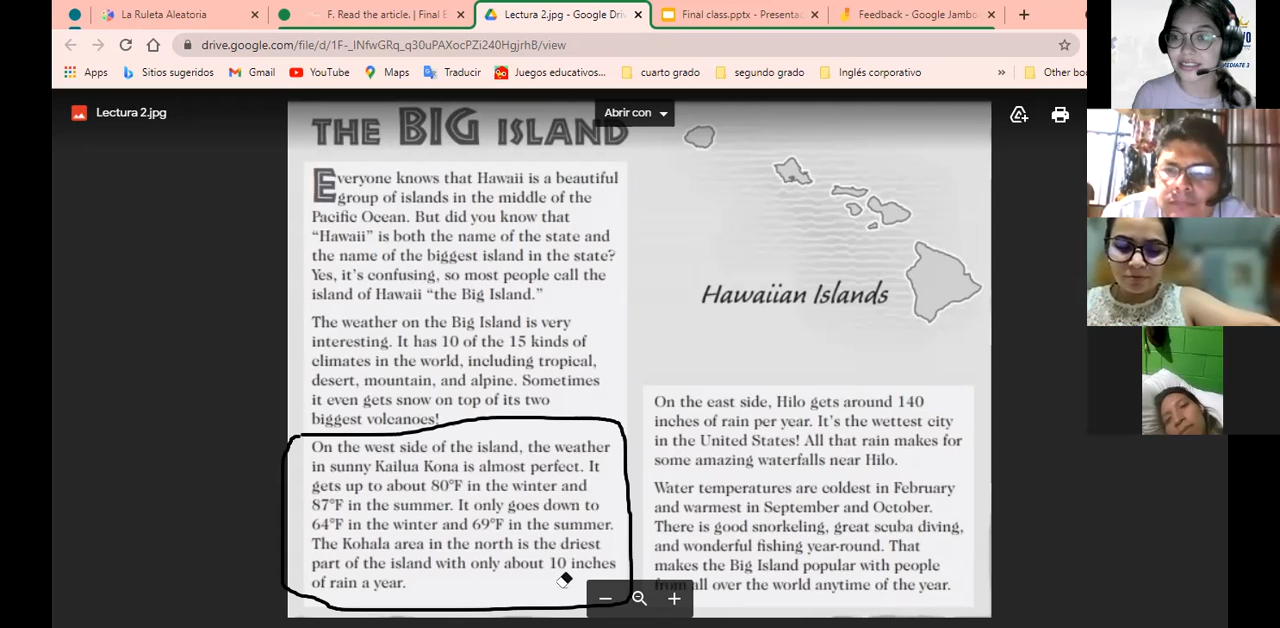 La Ruleta Aleatoria
F. Read the article. | Final E
Lectura 2.jpg - Google Dri
Final class.pptx - Presentac
Feedback - Google Jambo
drive.google.com/file/d/1F-_INfwGRq_q30uPAXocPZi240HgjrhB/view
Apps
Sitios sugeridos
Gmail
YouTube
Maps
Traducir
Juegos educativos...
cuarto grado
segundo grado
Inglés corporativo
»
Other bo
Lectura 2.jpg
Abrir con
THE BIG ISLAND
Everyone knows that Hawaii is a beautiful
group of islands in the middle of the
Pacific Ocean. But did you know that
“Hawaii” is both the name of the state and
the name of the biggest island in the state?
Yes, it's confusing, so most people call the
island of Hawaii “the Big Island.”
The weather on the Big Island is very
interesting. It has 10 of the 15 kinds of
climates in the world, including tropical,
desert, mountain, and alpine. Sometimes
it even gets snow on top of its two
biggest volcanoes!
On the west side of the island, the weather
in sunny Kailua Kona is almost perfect. It
gets up to about 80°F in the winter and
87°F in the summer. It only goes down to
64°F in the winter and 69°F in the summer.
The Kohala area in the north is the driest
part of the island with only about 10 inches
of rain a year.
Hawaiian Islands
On the east side, Hilo gets around 140
inches of rain per year. It's the wettest city
in the United States! All that rain makes for
some amazing waterfalls near Hilo.
Water temperatures are coldest in February
and warmest in September and October.
There is good snorkeling, great scuba diving,
and wonderful fishing year-round. That
makes the Big Island popular with people
from all over the world anytime of the year.